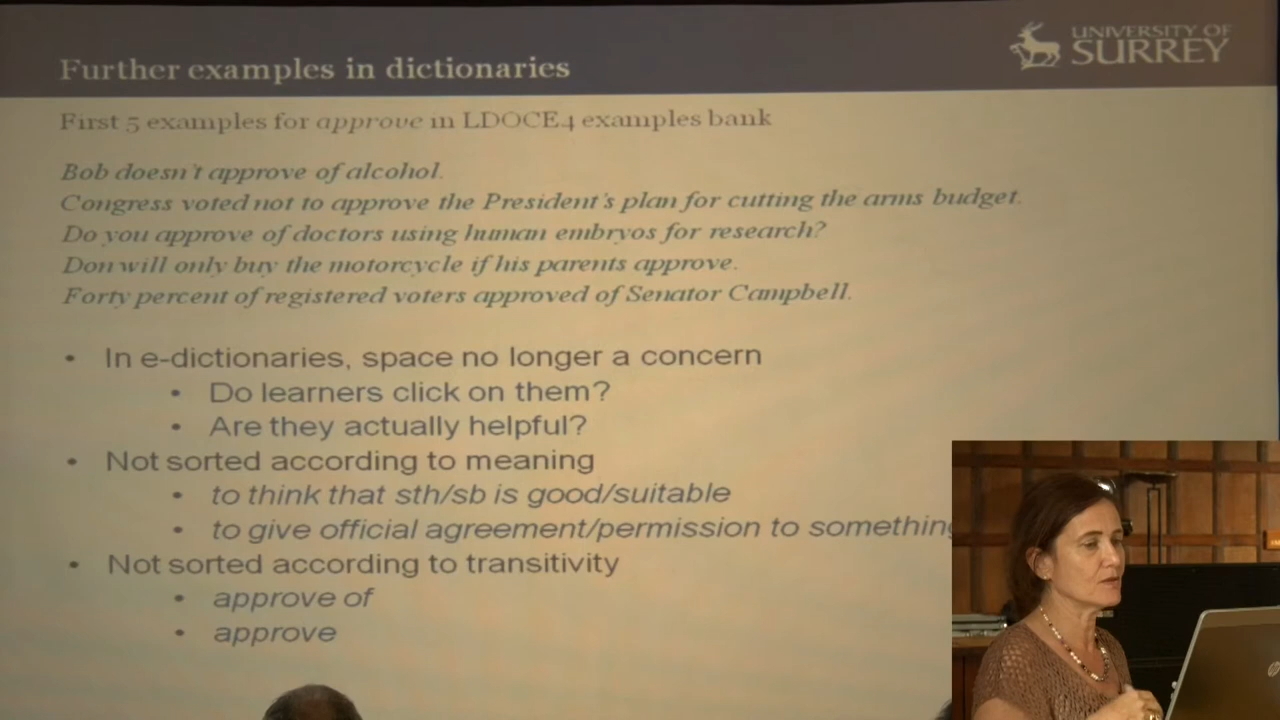 Further examples in dictionaries
UNIVERSITY OF
SURREY
First 5 examples for approve in LDOCE4 examples bank
Bob doesn't approve of alcohol.
Congress voted not to approve the President's plan for cutting the arms budget.
Do you approve of doctors using human embryos for research?
Don will only buy the motorcycle if his parents approve.
Forty percent of registered voters approved of Senator Campbell.
• In e-dictionaries, space no longer a concern
• Do learners click on them?
• Are they actually helpful?
• Not sorted according to meaning
• to think that sth/sb is good/suitable
• to give official agreement/permission to something
• Not sorted according to transitivity
• approve of
• approve